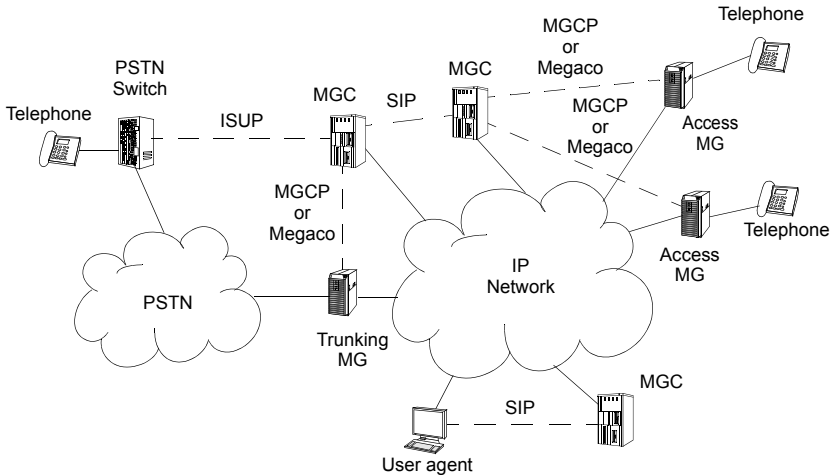 Telephone
MGCP
or
Megaco
PSTN
Switch
MGC
MGC
SIP
Telephone
ISUP
MGCP
or
Megaco
Access
MG
MGCP
or
Megaco
Telephone
Access
MG
IP
Network
PSTN
Trunking
MG
MGC
SIP
User agent